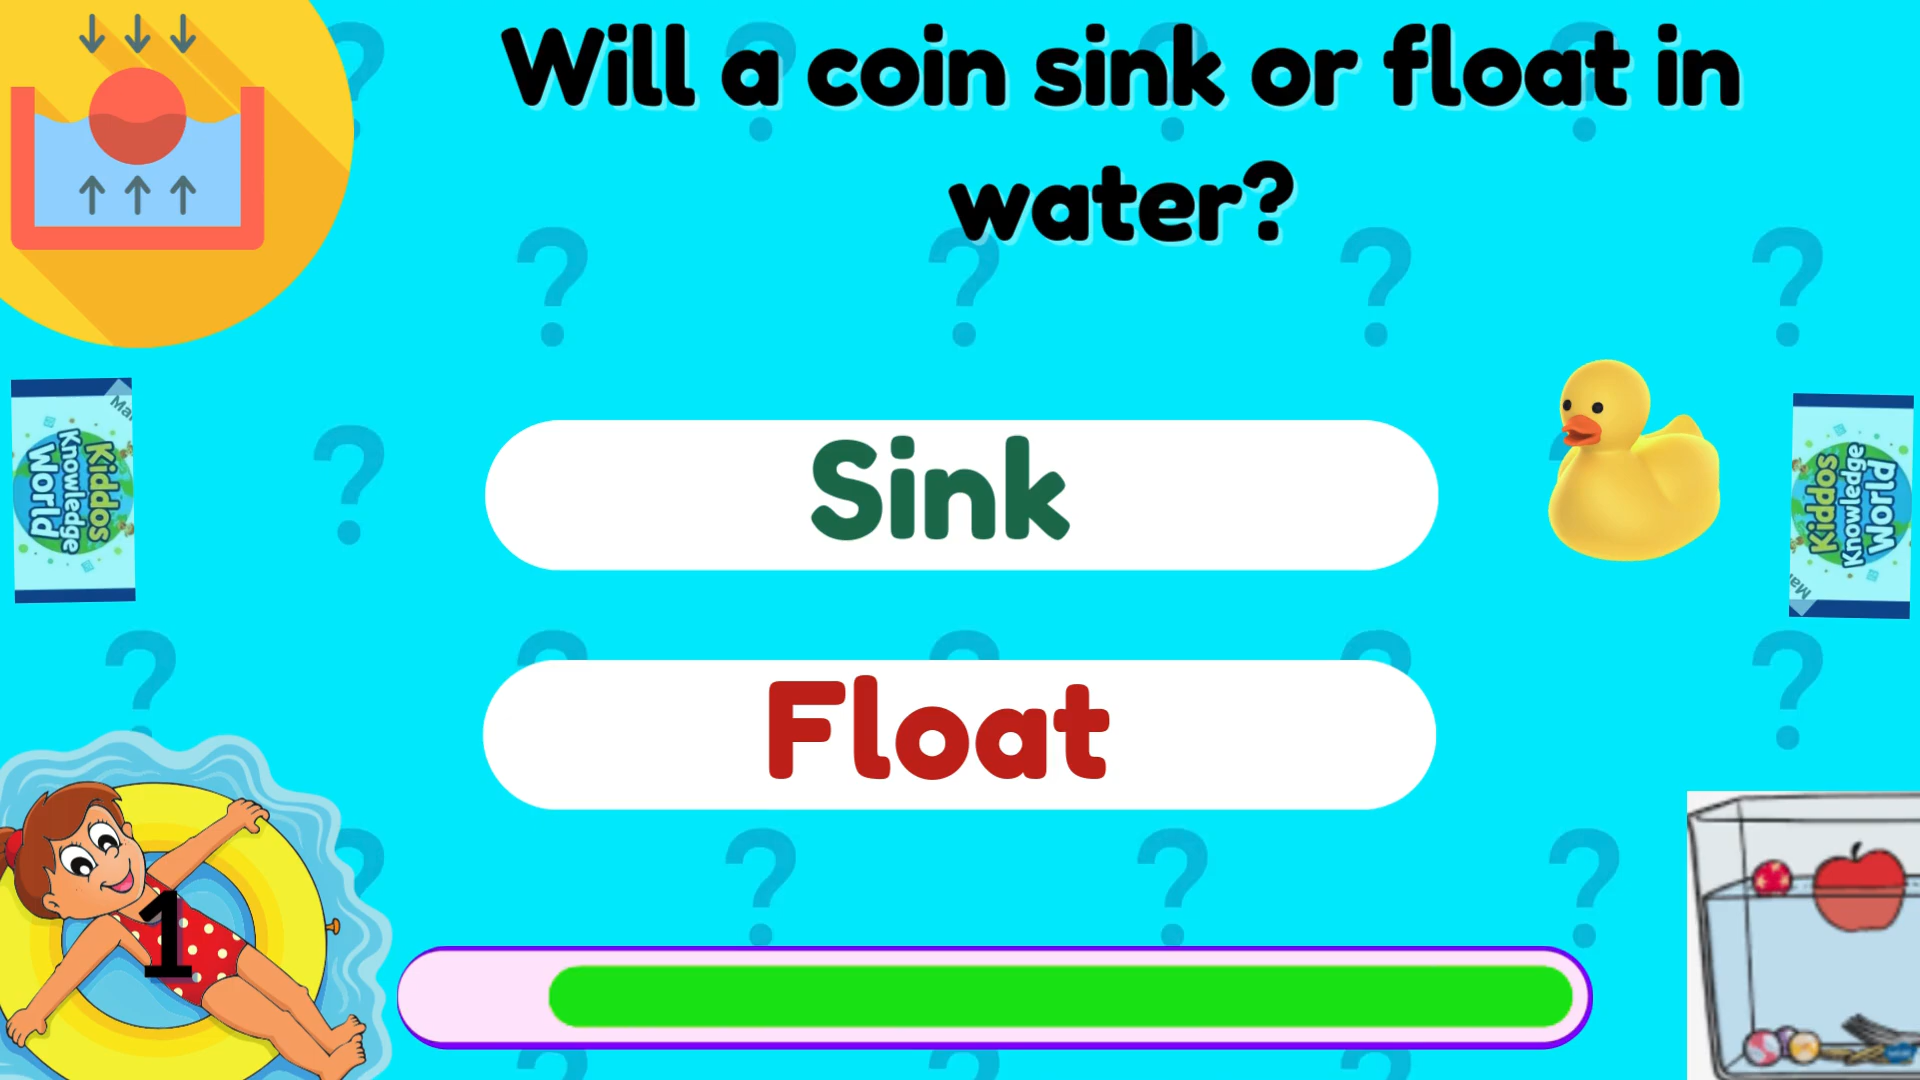 Will a coin sink or float in
water?
Kiddos
Knowledge
World
Kiddos
Knowledge
World
Sink
Float
1